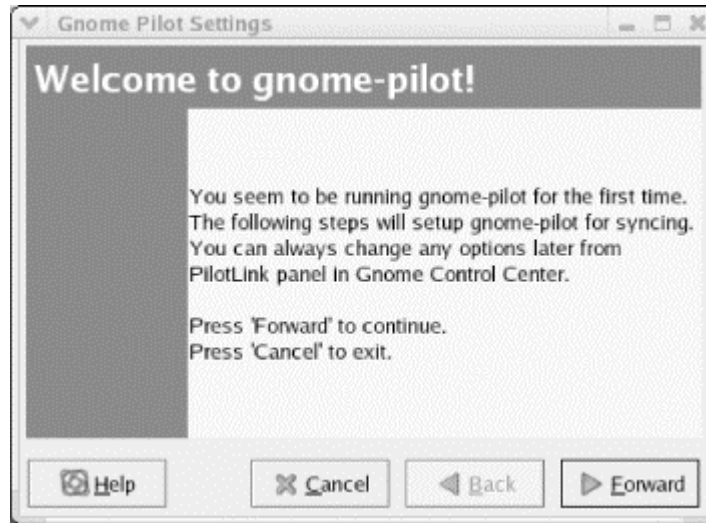 Gnome Pilot Settings
Welcome to gnome-pilot!
You seem to be running gnome-pilot for the first time.
The following steps will setup gnome-pilot for syncing.
You can always change any options later from
PilotLink panel in Gnome Control Center.
Press 'Forward' to continue.
Press 'Cancel' to exit.
Help
Cancel
Back
Forward